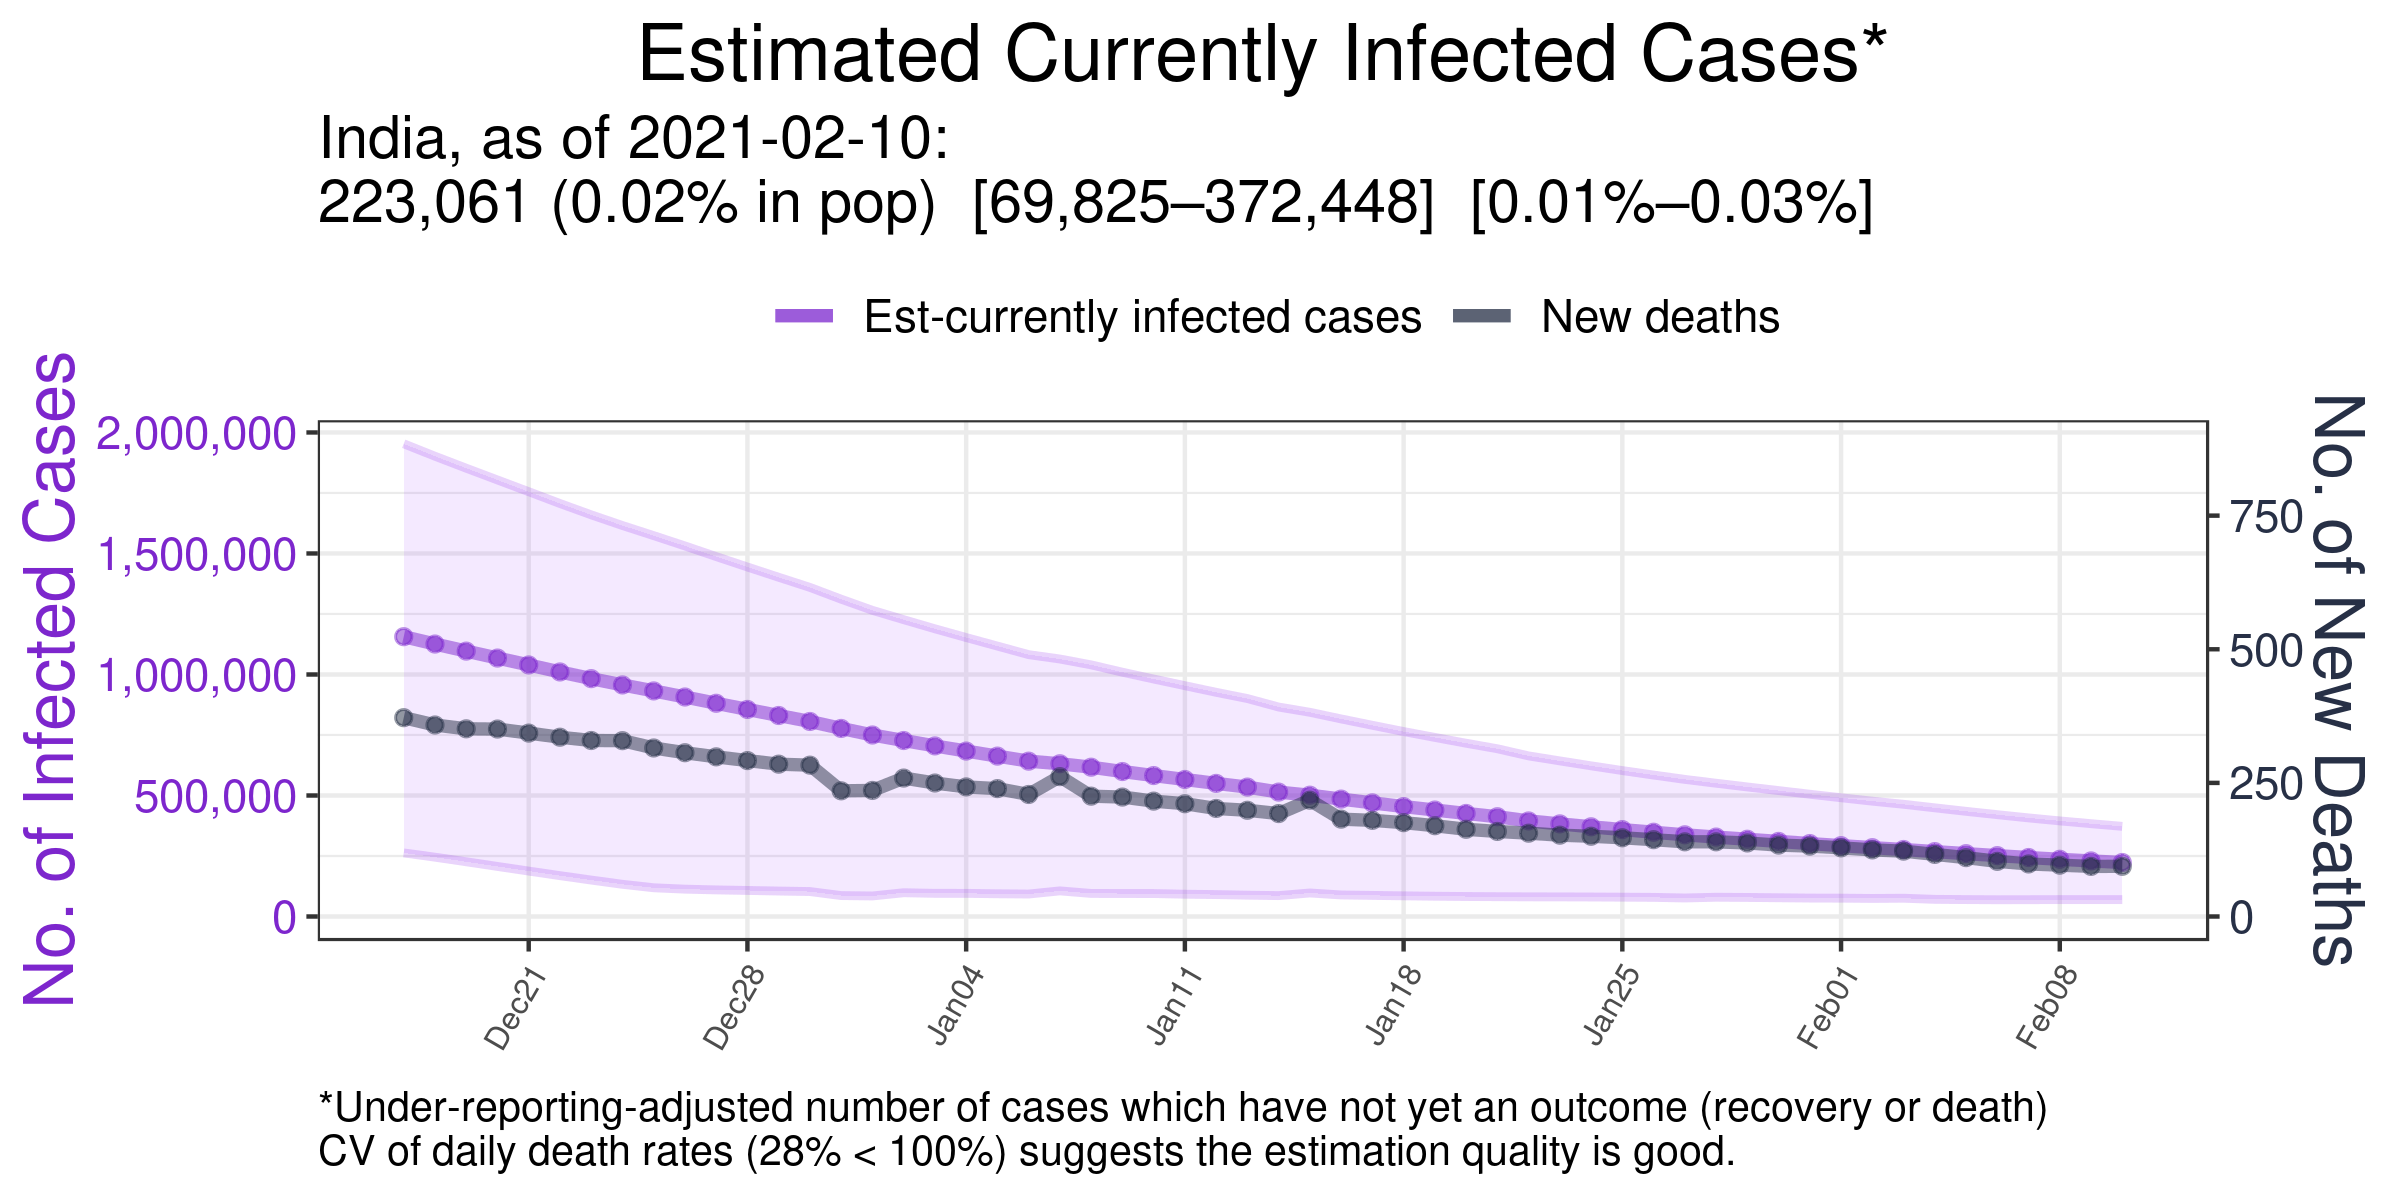 Estimated Currently Infected Cases*
India, as of 2021-02-10:
223,061 (0.02% in pop) [69,825–372,448] [0.01%–0.03%]
Est-currently infected cases
New deaths
No. of Infected Cases
2,000,000
1,500,000
1,000,000
500,000
0
No. of New Deaths
750
500
250
0
Dec21
Dec28
Jan04
Jan11
Jan18
Jan25
Feb01
Feb08
*Under-reporting-adjusted number of cases which have not yet an outcome (recovery or death)
CV of daily death rates (28% < 100%) suggests the estimation quality is good.